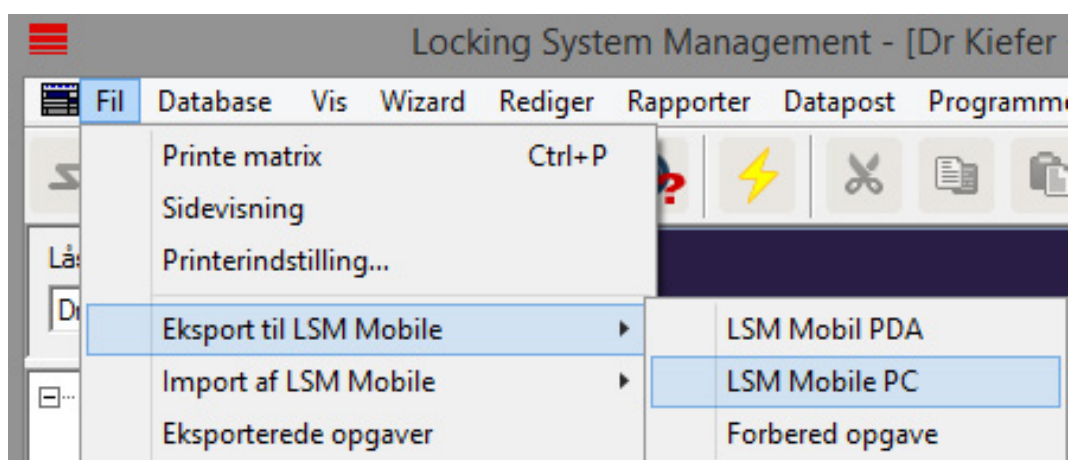 Locking System Management - [Dr Kiefer
Fil Database Vis Wizard Rediger Rapporter Datapost
Printe matrix Ctrl+P
Sidevisning
Printerindstilling...
Eksport til LSM Mobile
Import af LSM Mobile
Eksporterede opgaver
LSM Mobil PDA
LSM Mobile PC
Forbered opgave